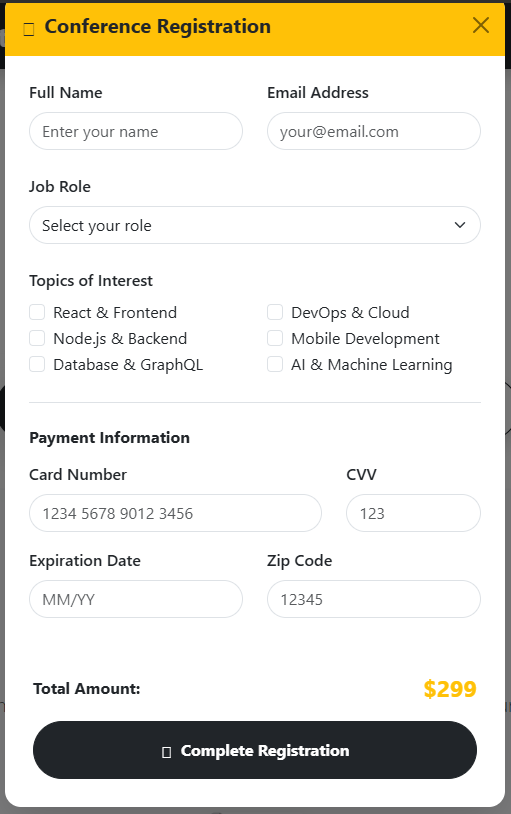 Conference Registration
Full Name Email Address
Enter your name your@email.com
Job Role
Select your role
Topics of Interest
React & Frontend DevOps & Cloud
Node.js & Backend Mobile Development
Database & GraphQL AI & Machine Learning
Payment Information
Card Number CVV
1234 5678 9012 3456 123
Expiration Date Zip Code
MM/YY 12345
Total Amount: $299
Complete Registration